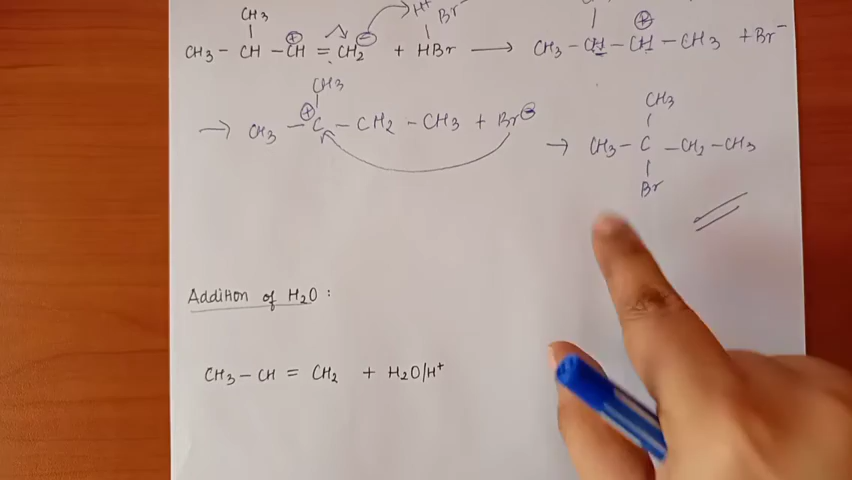 CH3
H+ Br-
CH3 - CH - CH = CH2 + HBr ⟶ CH3 - CH - CH - CH3 + Br-
⊕ ⊖ ⊕
CH3
⟶ CH3 - C - CH2 - CH3 + Br⊖
⊕
CH3
→ CH3 - C - CH2 - CH3
Br
Addition of H2O :
CH3 - CH = CH2 + H2O/H+